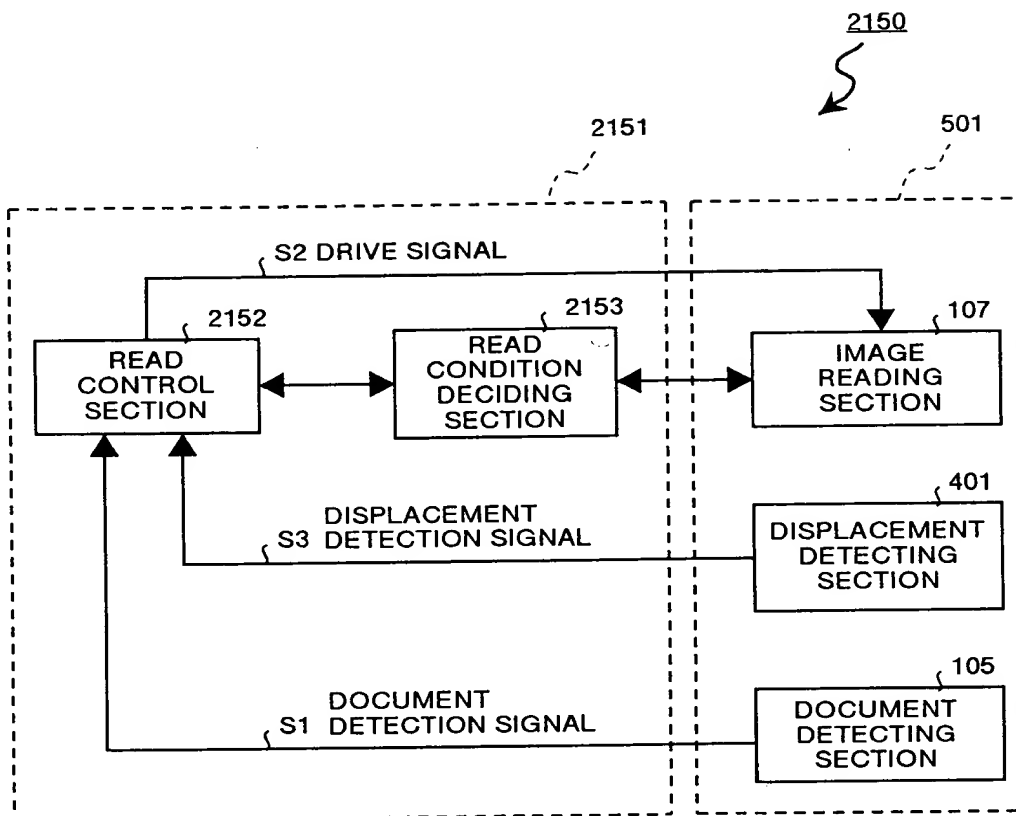 2150
2151
501
S2 DRIVE SIGNAL
2152
2153
107
READ
CONTROL
SECTION
READ
CONDITION
DECIDING
SECTION
IMAGE
READING
SECTION
401
DISPLACEMENT
S3 DETECTION SIGNAL
DISPLACEMENT
DETECTING
SECTION
105
DOCUMENT
S1 DETECTION SIGNAL
DOCUMENT
DETECTING
SECTION